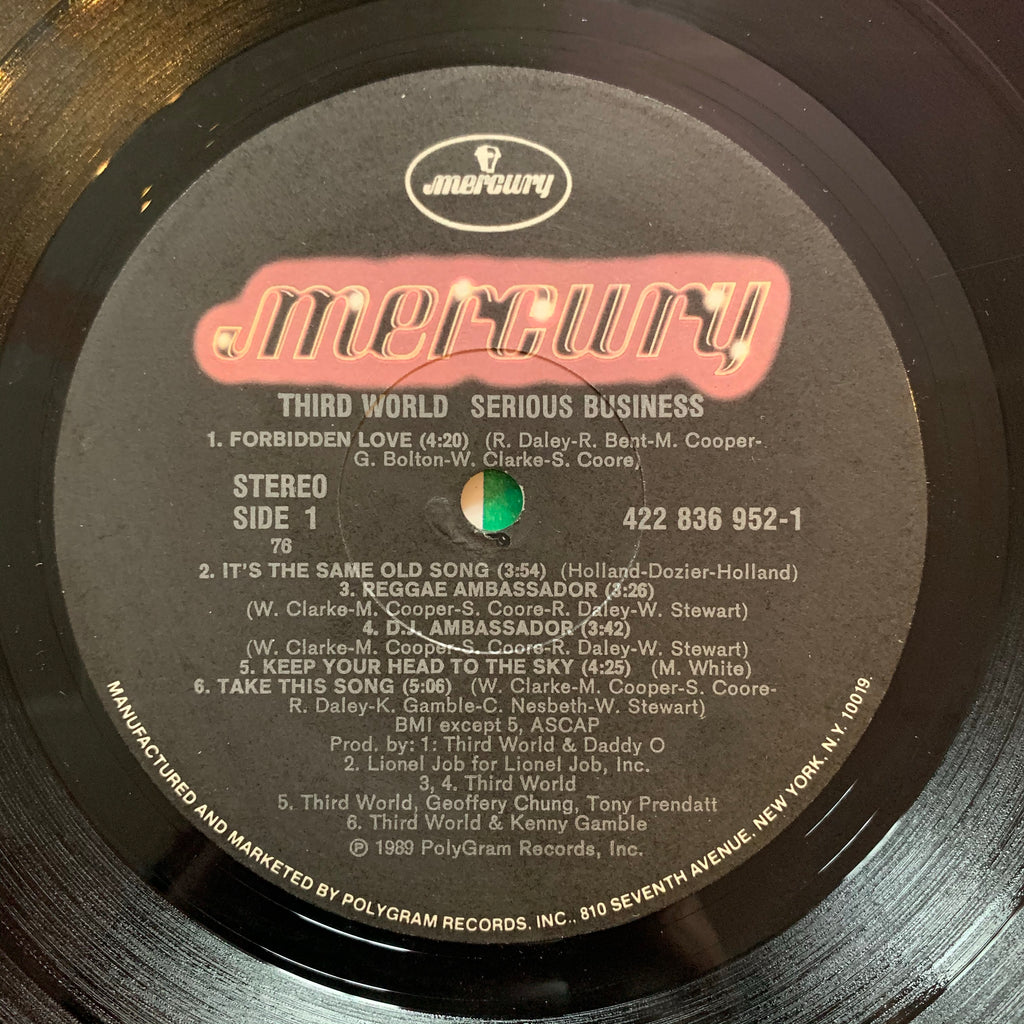 mercury
mercury
THIRD WORLD SERIOUS BUSINESS
1. FORBIDDEN LOVE (4:20) (R. Daley-R. Bent-M. Cooper-
G. Bolton-W. Clarke-S. Coore,
STEREO
SIDE 1
422 836 952-1
76
2. IT'S THE SAME OLD SONG (3:54) (Holland-Dozier-Holland)
3. REGGAE AMBASSADOR (3:26)
(W. Clarke-M. Cooper-S. Coore-R. Daley-W. Stewart)
4. D.J. AMBASSADOR (3:42)
(W. Clarke-M. Cooper-S. Coore-R. Daley-W. Stewart)
5. KEEP YOUR HEAD TO THE SKY (4:25) (M. White)
6. TAKE THIS SONG (5:06) (W. Clarke-M. Cooper-S. Coore-
R. Daley-K. Gamble-C. Nesbeth-W. Stewart)
BMI except 5, ASCAP
Prod. by: 1: Third World & Daddy O
2. Lionel Job for Lionel Job, Inc.
3, 4. Third World
5. Third World, Geoffery Chung, Tony Prendatt
6. Third World & Kenny Gamble
℗ 1989 PolyGram Records, Inc.
MANUFACTURED AND MARKETED BY POLYGRAM RECORDS, INC., 810 SEVENTH AVENUE, NEW YORK, N.Y. 10019.